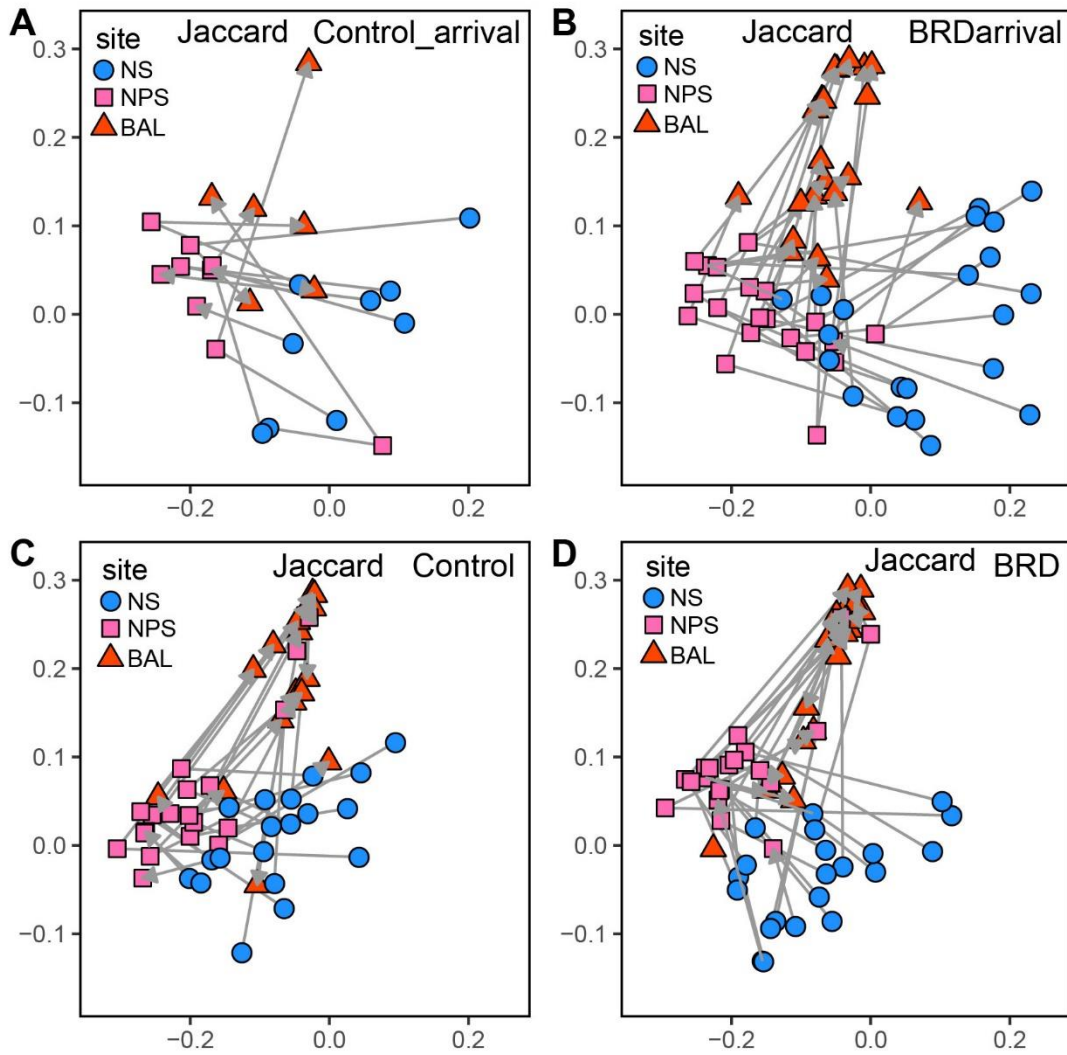 A
Jaccard Control_arrival
site
NS
NPS
BAL
0.3
0.2
0.1
0.0
−0.1
−0.2 0.0 0.2
B
Jaccard BRDarrival
site
NS
NPS
BAL
0.3
0.2
0.1
0.0
−0.1
−0.2 0.0 0.2
C
Jaccard Control
site
NS
NPS
BAL
0.3
0.2
0.1
0.0
−0.1
−0.2 0.0 0.2
D
Jaccard BRD
site
NS
NPS
BAL
0.3
0.2
0.1
0.0
−0.1
−0.2 0.0 0.2